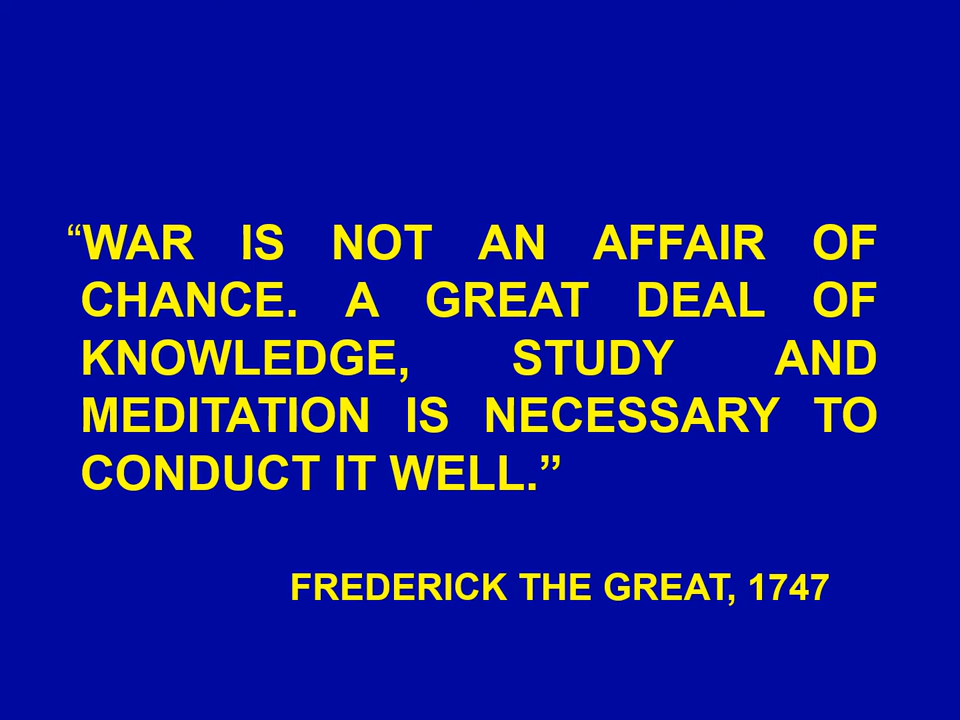 “WAR IS NOT AN AFFAIR OF
CHANCE. A GREAT DEAL OF
KNOWLEDGE, STUDY AND
MEDITATION IS NECESSARY TO
CONDUCT IT WELL.”
FREDERICK THE GREAT, 1747